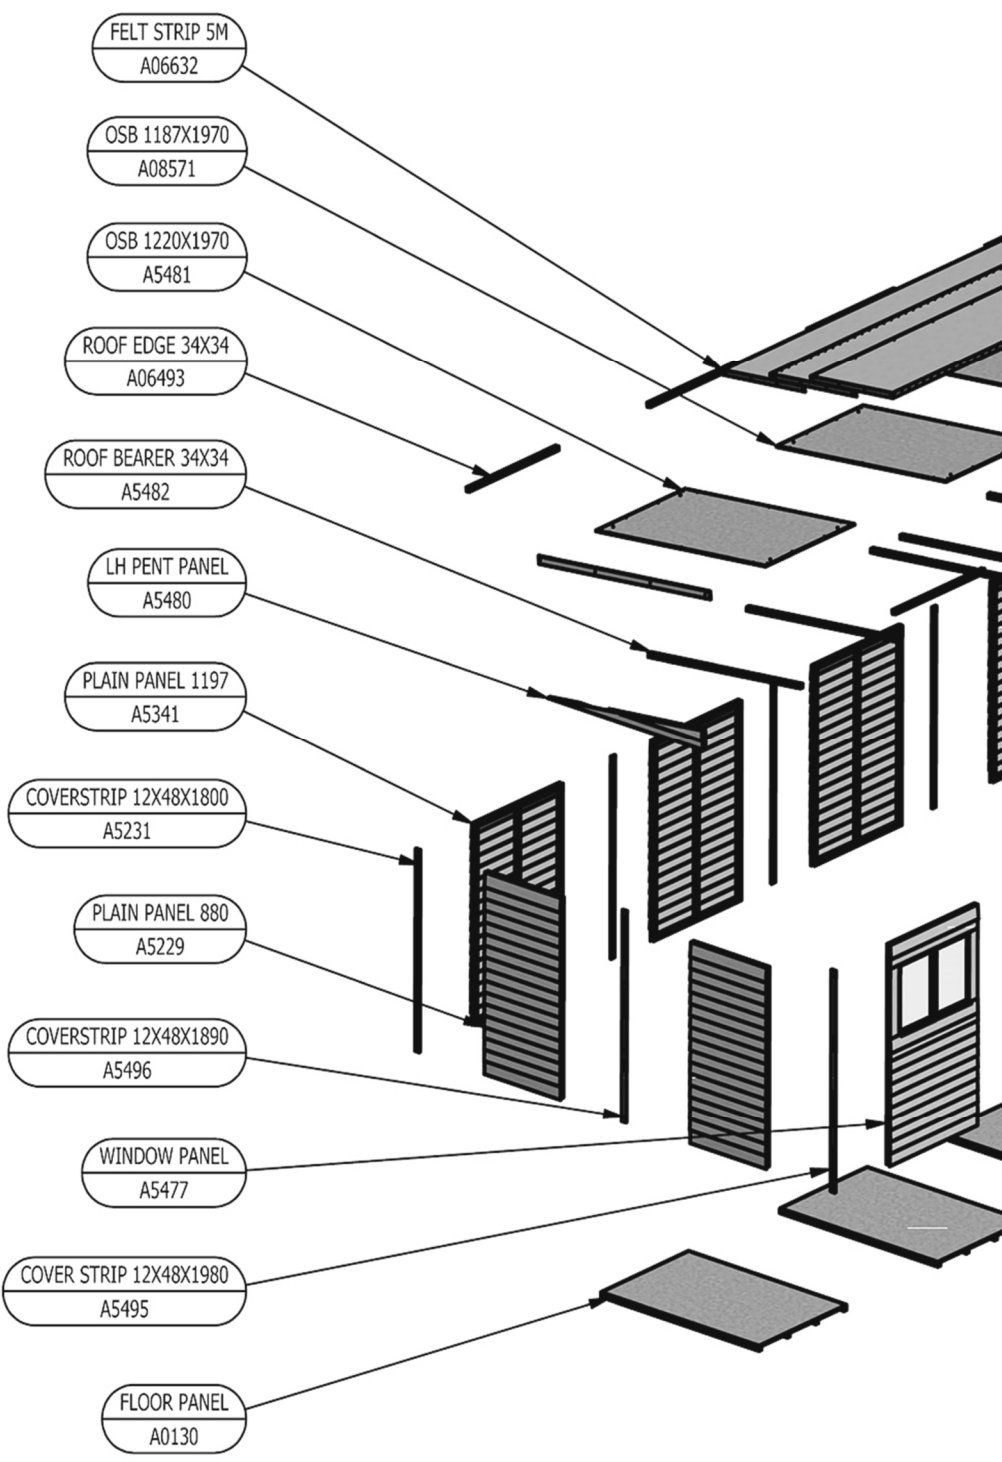 FELT STRIP 5M
A06632
OSB 1187X1970
A08571
OSB 1220X1970
A5481
ROOF EDGE 34X34
A06493
ROOF BEARER 34X34
A5482
LH PENT PANEL
A5480
PLAIN PANEL 1197
A5341
COVERSTRIP 12X48X1800
A5231
PLAIN PANEL 880
A5229
COVERSTRIP 12X48X1890
A5496
WINDOW PANEL
A5477
COVER STRIP 12X48X1980
A5495
FLOOR PANEL
A0130